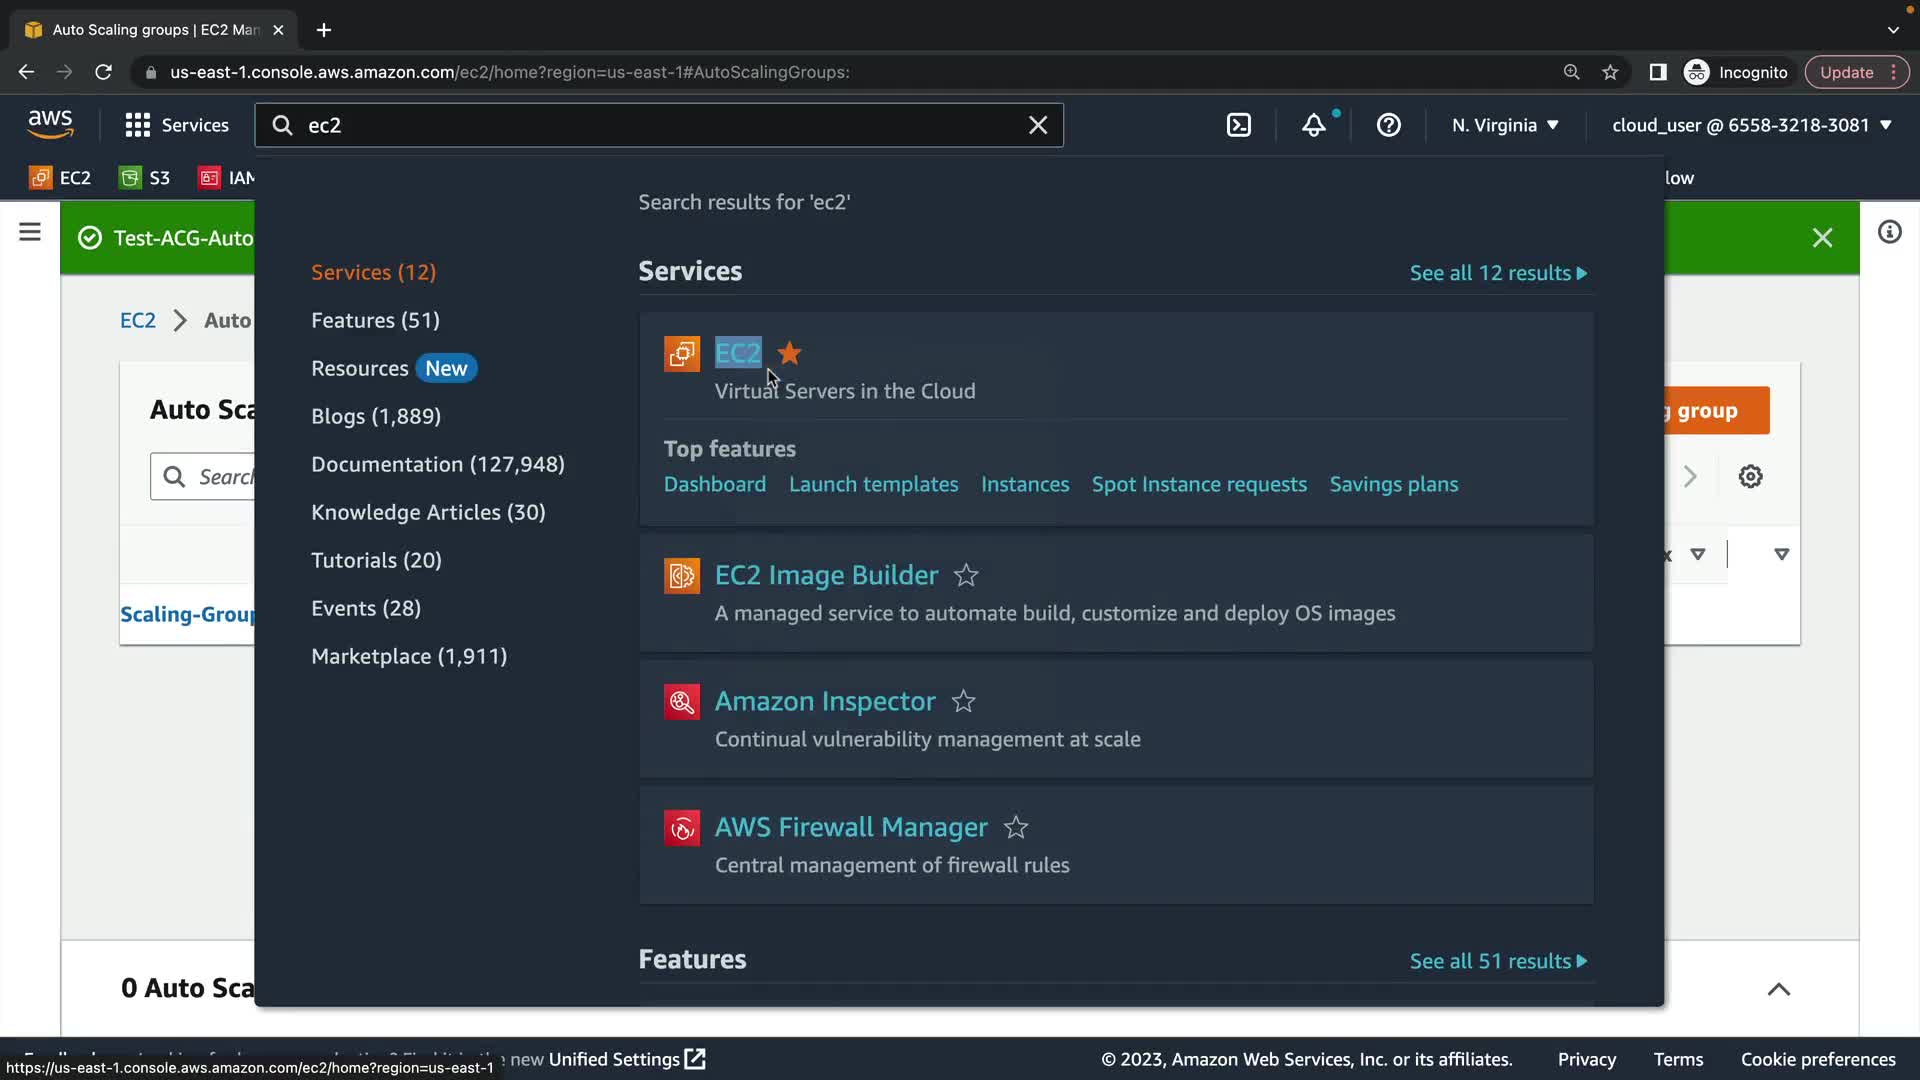 Auto Scaling groups | EC2 Man
us-east-1.console.aws.amazon.com/ec2/home?region=us-east-1#AutoScalingGroups:
Incognito
Update
aws
Services
ec2
N. Virginia
cloud_user @ 6558-3218-3081
EC2
S3
IAM
low
Search results for 'ec2'
Test-ACG-Auto
Services (12)
Services
See all 12 results
EC2
Auto
Features (51)
EC2
Resources
New
Virtual Servers in the Cloud
Auto Sca
Blogs (1,889)
g group
Top features
Search
Documentation (127,948)
Dashboard
Launch templates
Instances
Spot Instance requests
Savings plans
Knowledge Articles (30)
Tutorials (20)
EC2 Image Builder
x
Scaling-Group
Events (28)
A managed service to automate build, customize and deploy OS images
Marketplace (1,911)
Amazon Inspector
Continual vulnerability management at scale
AWS Firewall Manager
Central management of firewall rules
Features
See all 51 results
0 Auto Sca
new Unified Settings
© 2023, Amazon Web Services, Inc. or its affiliates.
Privacy
Terms
Cookie preferences
https://us-east-1.console.aws.amazon.com/ec2/home?region=us-east-1